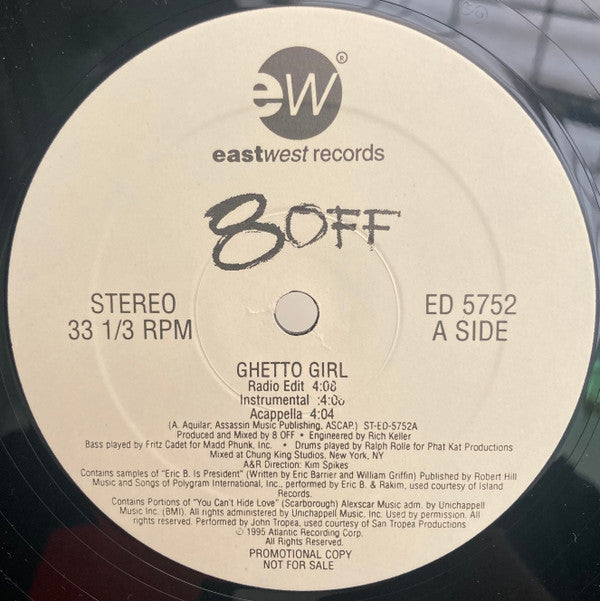 ew®
eastwest records
8 OFF
STEREO
33 1/3 RPM
ED 5752
A SIDE
GHETTO GIRL
Radio Edit 4:08
Instrumental :4:06
Acappella 4:04
(A. Aguilar. Assassin Music Publishing, ASCAP.) ST-ED-5752A
Produced and Mixed by 8 OFF • Engineered by Rich Keller
Bass played by Fritz Cadet for Madd Phunk, Inc. • Drums played by Ralph Rolle for Phat Kat Productions
Mixed at Chung King Studios, New York, NY
A&R Direction: Kim Spikes
Contains samples of "Eric B. Is President" (Written by Eric Barrier and William Griffin) Published by Robert Hill
Music and Songs of Polygram International, Inc., performed by Eric B. & Rakim, used courtesy of Island
Records.
Contains Portions of "You Can't Hide Love" (Scarborough) Alexscar Music adm. by Unichappell
Music Inc. (BMI). All rights administered by Unichappell Music, Inc. Used by permission. All
rights reserved. Performed by John Tropea, used courtesy of San Tropea Productions
© 1995 Atlantic Recording Corp.
All Rights Reserved.
PROMOTIONAL COPY
NOT FOR SALE